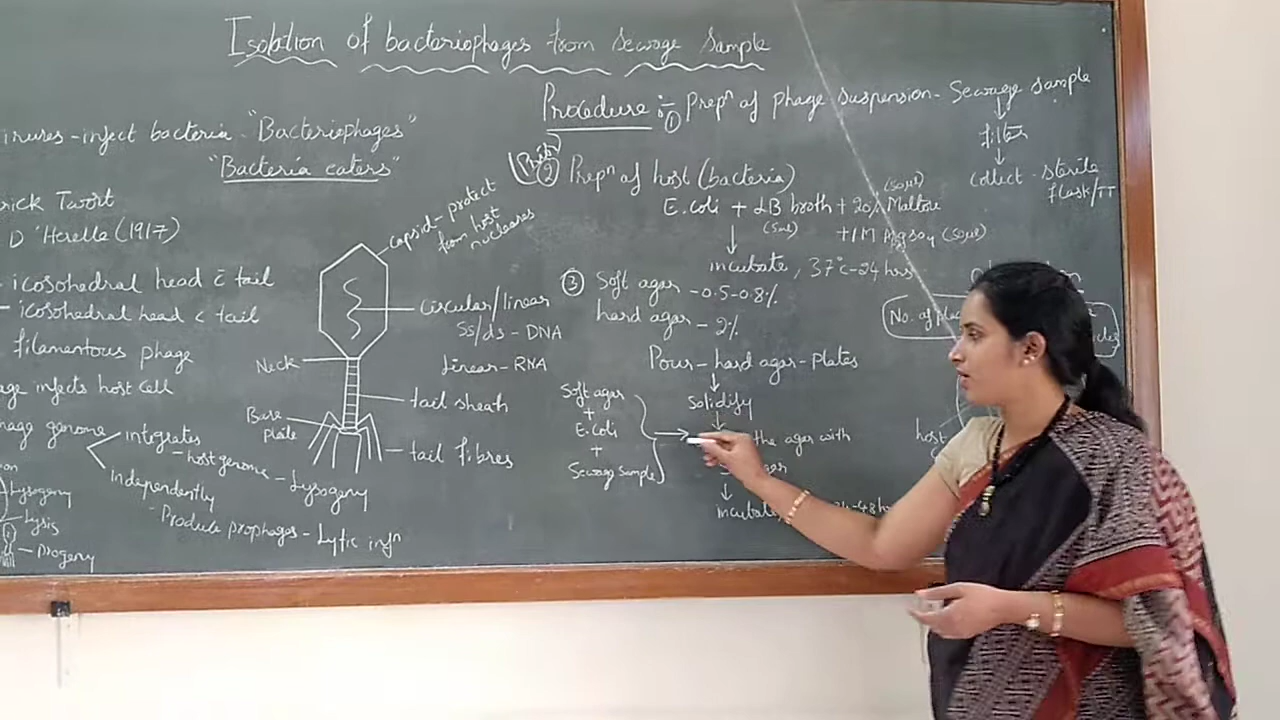 Isolation of bacteriophages from sewage sample
iruses - infect bacteria - "Bacteriophages"
"Bacteria eaters"
rick Twort
D'Herelle (1917)
- icosohedral head c̄ tail
- icosohedral head c tail
filamentous phage
age infects host cell
hage genome
integrates - host genome - Lysogeny
Independently
- Produce prophages - Lytic infⁿ
Lysogeny
Lysis
Progeny
capsid - protect
from host
nucleases
circular/linear
ss/ds - DNA
Linear - RNA
Neck
tail sheath
Base
plate
tail fibres
Procedure :- ① Prepⁿ of phage suspension - Sewage sample
↓
filter
↓
collect - sterile
flask/TT
② Prepⁿ of host (bacteria)
E.coli + LB broth + 20% Maltose
(5ml)
(50µl)
+ 1M MgSO4 (50µl)
↓
incubate, 37°c - 24 hrs
③ Soft agar - 0.5-0.8%
hard agar - 2%
Pour - hard agar - plates
↓
Solidify
↓
the agar with
↓
incubate
24-48h
Soft agar
+
E.coli
+
Sewage sample
No. of pla
host